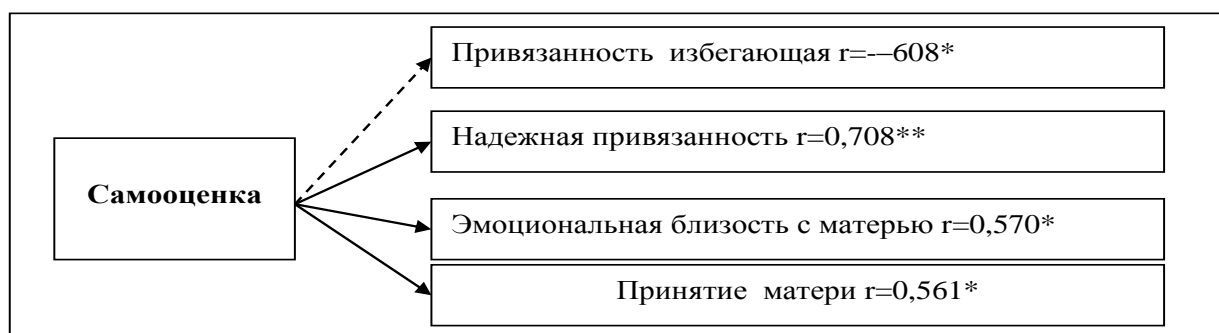 Привязанность избегающая r=-–608*
Надежная привязанность r=0,708**
Самооценка
Эмоциональная близость с матерью r=0,570*
Принятие матери r=0,561*